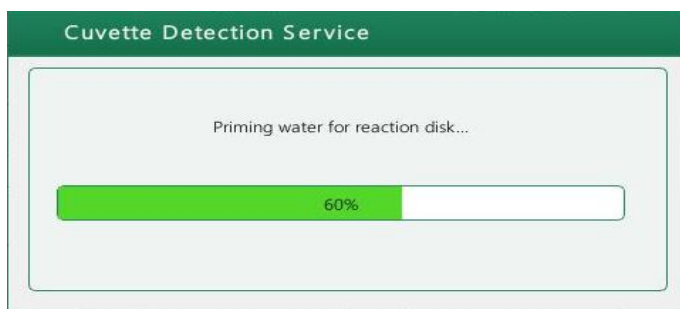 Cuvette Detection Service
Priming water for reaction disk...
60%